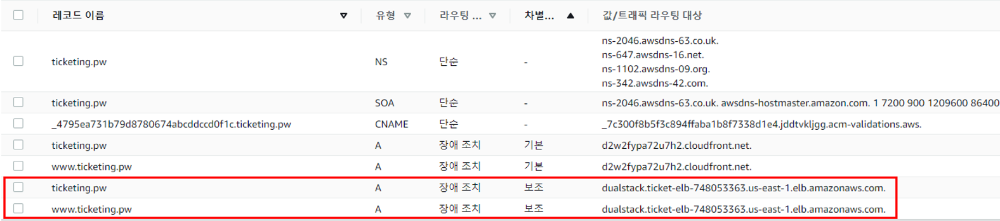 레코드 이름 유형 라우팅 ... 차별... 값/트래픽 라우팅 대상
ticketing.pw NS 단순 - ns-2046.awsdns-63.co.uk.
ns-647.awsdns-16.net.
ns-1102.awsdns-09.org.
ns-342.awsdns-42.com.
ticketing.pw SOA 단순 - ns-2046.awsdns-63.co.uk. awsdns-hostmaster.amazon.com. 1 7200 900 1209600 86400
_4795ea731b79d8780674abcddccd0f1c.ticketing.pw CNAME 단순 - _7c300f8b5f3c894ffaba1b8f7338d1e4.jddtvkljgg.acm-validations.aws.
ticketing.pw A 장애 조치 기본 d2w2fypa72u7h2.cloudfront.net.
www.ticketing.pw A 장애 조치 기본 d2w2fypa72u7h2.cloudfront.net.
ticketing.pw A 장애 조치 보조 dualstack.ticket-elb-748053363.us-east-1.elb.amazonaws.com.
www.ticketing.pw A 장애 조치 보조 dualstack.ticket-elb-748053363.us-east-1.elb.amazonaws.com.